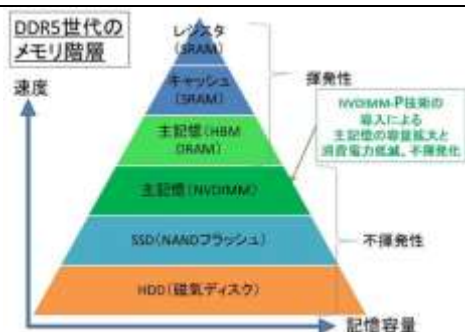 DDR5世代の
メモリ階層
速度
レジスタ
(SRAM)
キャッシュ
(SRAM)
主記憶(HBM
DRAM)
主記憶(NVDIMM)
SSD(NANDフラッシュ)
HDD(磁気ディスク)
揮発性
NVDIMM-P技術の
導入による
主記憶の容量拡大と
消費電力低減。不揮発化
不揮発性
記憶容量